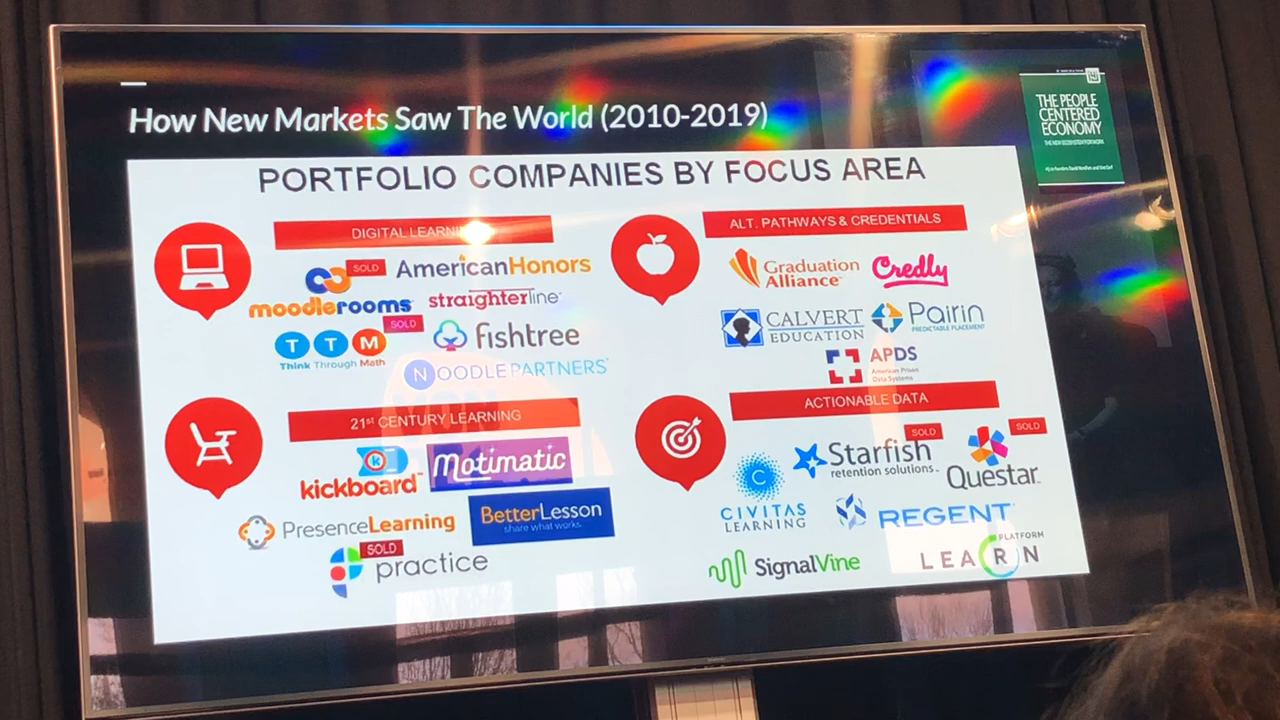 How New Markets Saw The World (2010-2019)
THE PEOPLE
CENTERED
ECONOMY
PORTFOLIO COMPANIES BY FOCUS AREA
DIGITAL LEARNING
SOLD
moodlerooms
AmericanHonors
straighterline
SOLD
T T M
Think Through Math
fishtree
NOODLEPARTNERS
ALT. PATHWAYS & CREDENTIALS
Graduation
Alliance
Credly
CALVERT
EDUCATION
Pairin
PREDICTABLE PLACEMENT
APDS
American Prison
Data Systems
21st CENTURY LEARNING
K
kickboard
Motimatic
PresenceLearning
BetterLesson
share what works.
SOLD
practice
ACTIONABLE DATA
C
CIVITAS
LEARNING
SOLD
Starfish
retention solutions
SOLD
Questar
REGENT
SignalVine
LEARN
PLATFORM